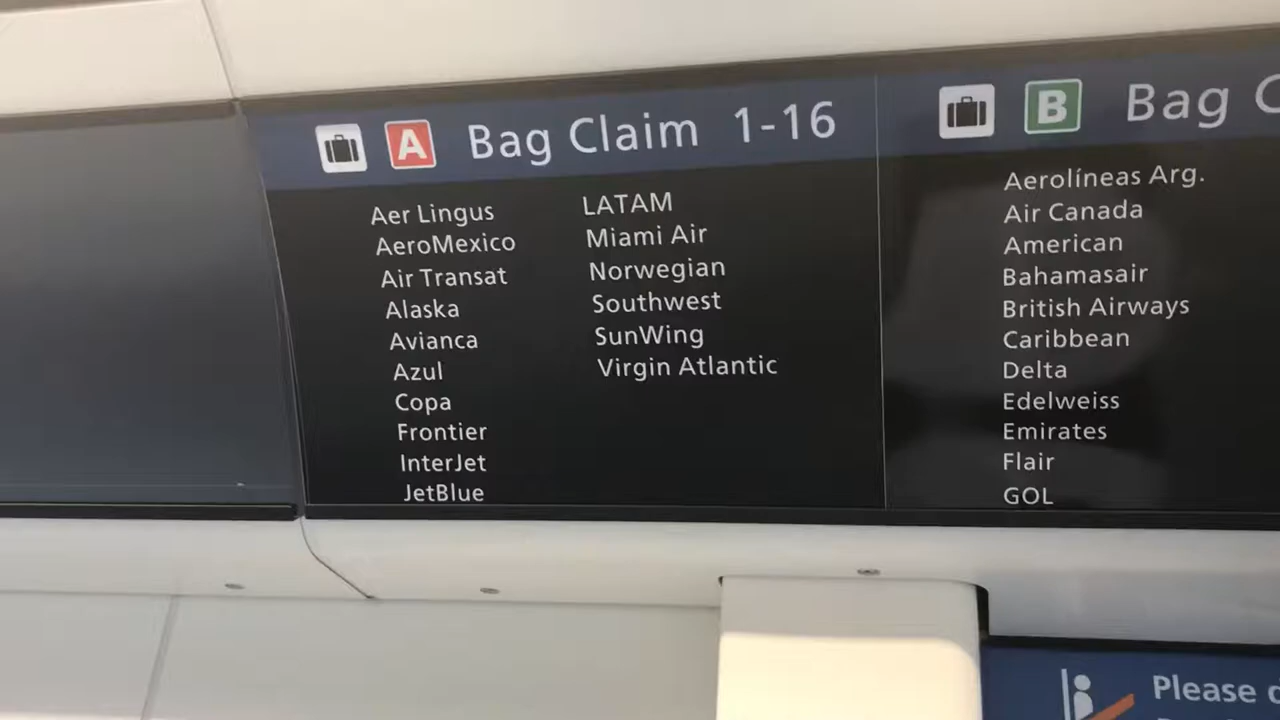 A Bag Claim 1-16
Aer Lingus
AeroMexico
Air Transat
Alaska
Avianca
Azul
Copa
Frontier
InterJet
JetBlue
LATAM
Miami Air
Norwegian
Southwest
SunWing
Virgin Atlantic
B Bag C
Aerolíneas Arg.
Air Canada
American
Bahamasair
British Airways
Caribbean
Delta
Edelweiss
Emirates
Flair
GOL
Please